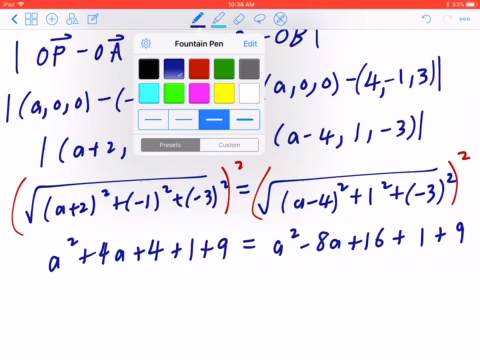 iPad 10:36 AM 83%
| OP - OA | - OB |
Fountain Pen Edit
|(a,0,0)-(- (a,0,0)-(4,-1,3)|
|(a+2, (a-4, 1,-3)|
Presets Custom
(√((a+2)²+(-1)²+(-3)²))² = (√((a-4)²+1²+(-3)²))²
a²+4a+4+1+9 = a²-8a+16+1+9